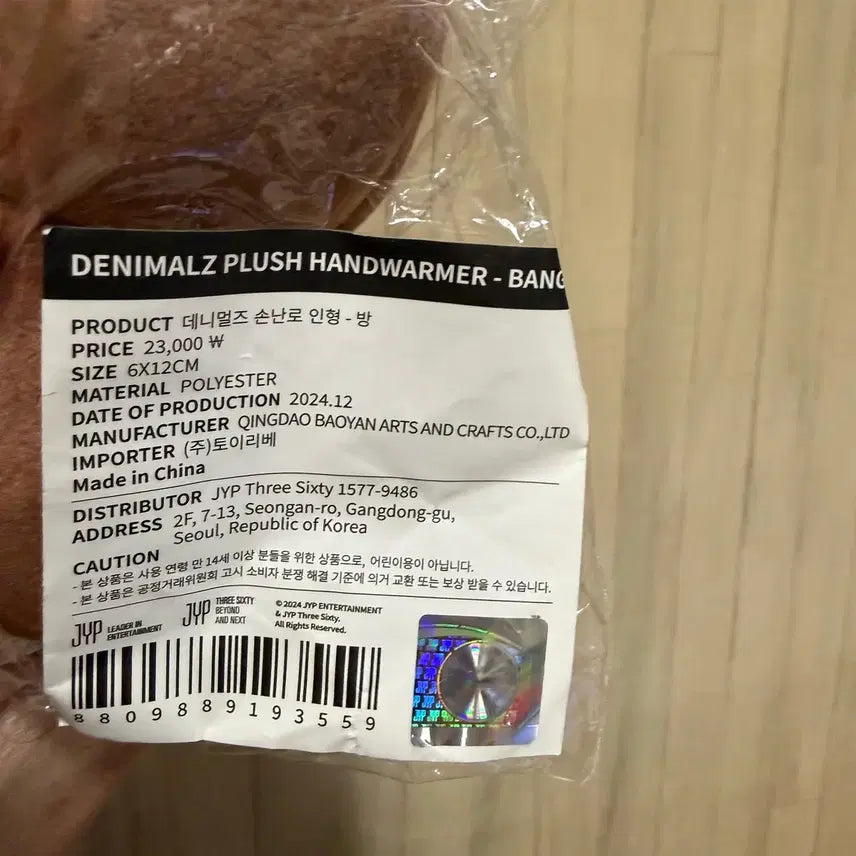 DENIMALZ PLUSH HANDWARMER - BANG
PRODUCT 데니멀즈 손난로 인형 - 방
PRICE 23,000 ₩
SIZE 6X12CM
MATERIAL POLYESTER
DATE OF PRODUCTION 2024.12
MANUFACTURER QINGDAO BAOYAN ARTS AND CRAFTS CO.,LTD
IMPORTER (주)토이리베
Made in China
DISTRIBUTOR JYP Three Sixty 1577-9486
ADDRESS 2F, 7-13, Seongan-ro, Gangdong-gu,
Seoul, Republic of Korea
CAUTION
- 본 상품은 사용 연령 만 14세 이상 분들을 위한 상품으로, 어린이용이 아닙니다.
- 본 상품은 공정거래위원회 고시 소비자 분쟁 해결 기준에 의거 교환 또는 보상 받을 수 있습니다.
JYP LEADER IN ENTERTAINMENT
JYP THREE SIXTY BEYOND AND NEXT
© 2024 JYP ENTERTAINMENT
& JYP Three Sixty.
All Rights Reserved.
8809889193559